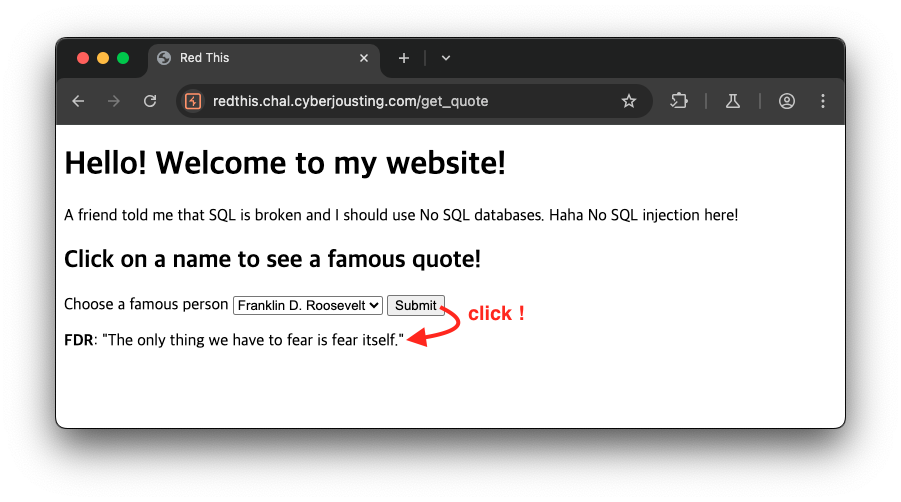 Red This
redthis.chal.cyberjousting.com/get_quote
Hello! Welcome to my website!
A friend told me that SQL is broken and I should use No SQL databases. Haha No SQL injection here!
Click on a name to see a famous quote!
Choose a famous person Franklin D. Roosevelt Submit
click !
FDR: "The only thing we have to fear is fear itself."